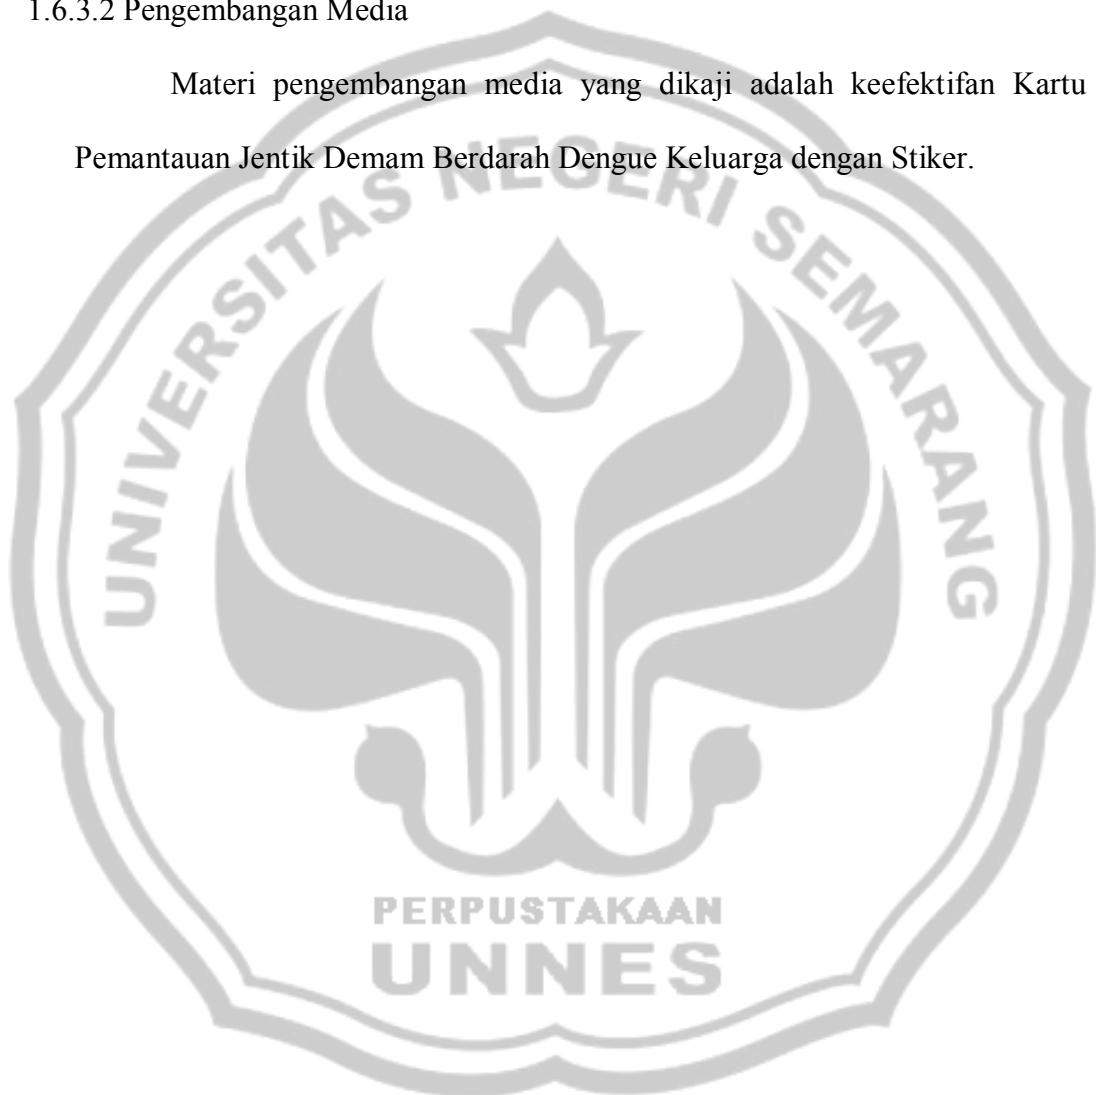 1.6.3.2 Pengembangan Media
Materi pengembangan media yang dikaji adalah keefektifan Kartu
Pemantauan Jentik Demam Berdarah Dengue Keluarga dengan Stiker.
UNIVERSITAS NEGERI SEMARANG
PERPUSTAKAAN
UNNES